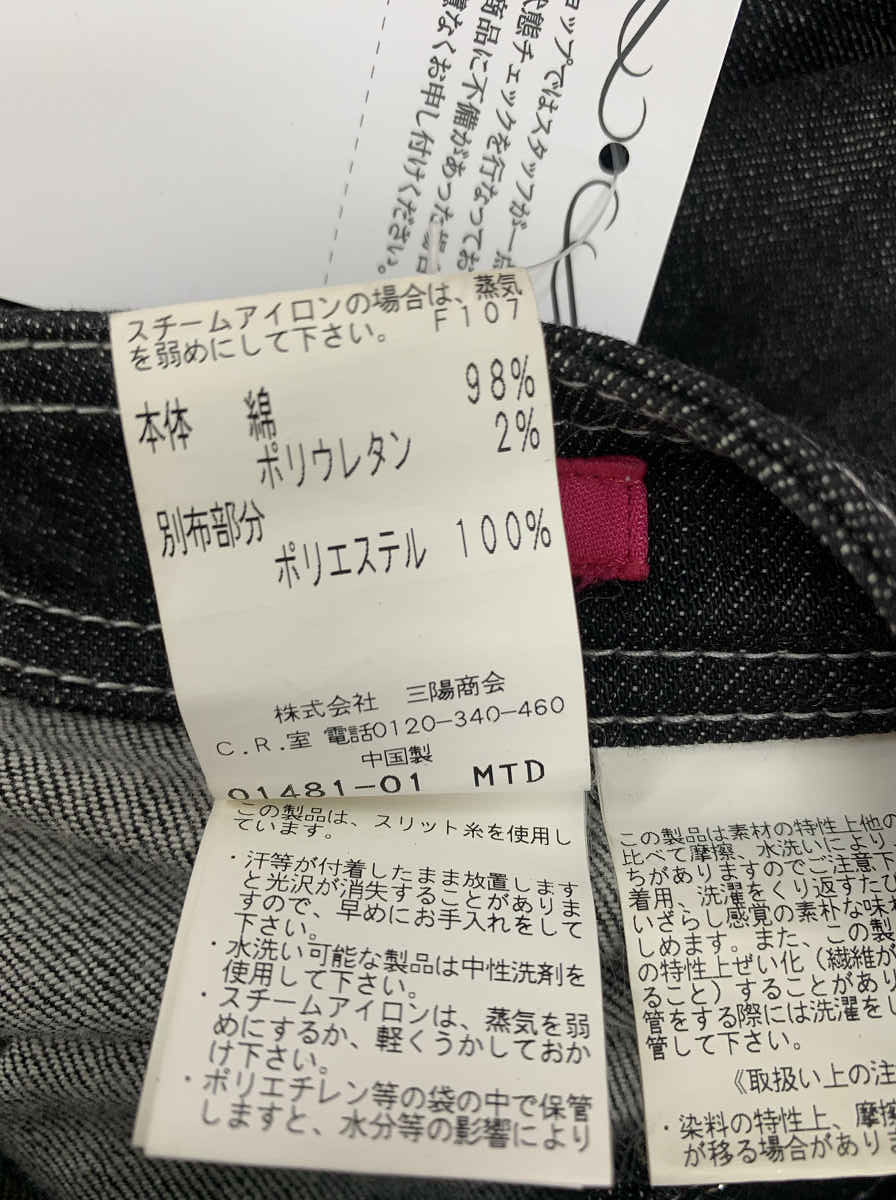 ョップではスタッフが一点
状態チェックを行なってお
商品に不備があった場合
慮なくお申し付けください。
スチームアイロンの場合は、蒸気
を弱めにして下さい。 F107
本体 綿 98%
ポリウレタン 2%
別布部分
ポリエステル 100%
株式会社 三陽商会
C.R.室 電話0120-340-460
中国製
01481-01 MTD
この製品は、スリット糸を使用し
ています。
・汗等が付着したまま放置します
と光沢が消失することがありま
すので、早めにお手入れをして
下さい。
・水洗い可能な製品は中性洗剤を
使用して下さい。
・スチームアイロンは、蒸気を弱
めにするか、軽くうかしておか
け下さい。
・ポリエチレン等の袋の中で保管
しますと、水分等の影響により
この製品は素材の特性上他の
比べて摩擦、水洗いにより
ちがありますのでご注意下
着用、洗濯をくり返すたび
いざらし感覚の素朴な味わ
しめます。また、この製
の特性上ぜい化（繊維が
ること）することがあり
管をする際には洗濯をし
管して下さい。
《取扱い上の注
・染料の特性上、摩擦
が移る場合がありま